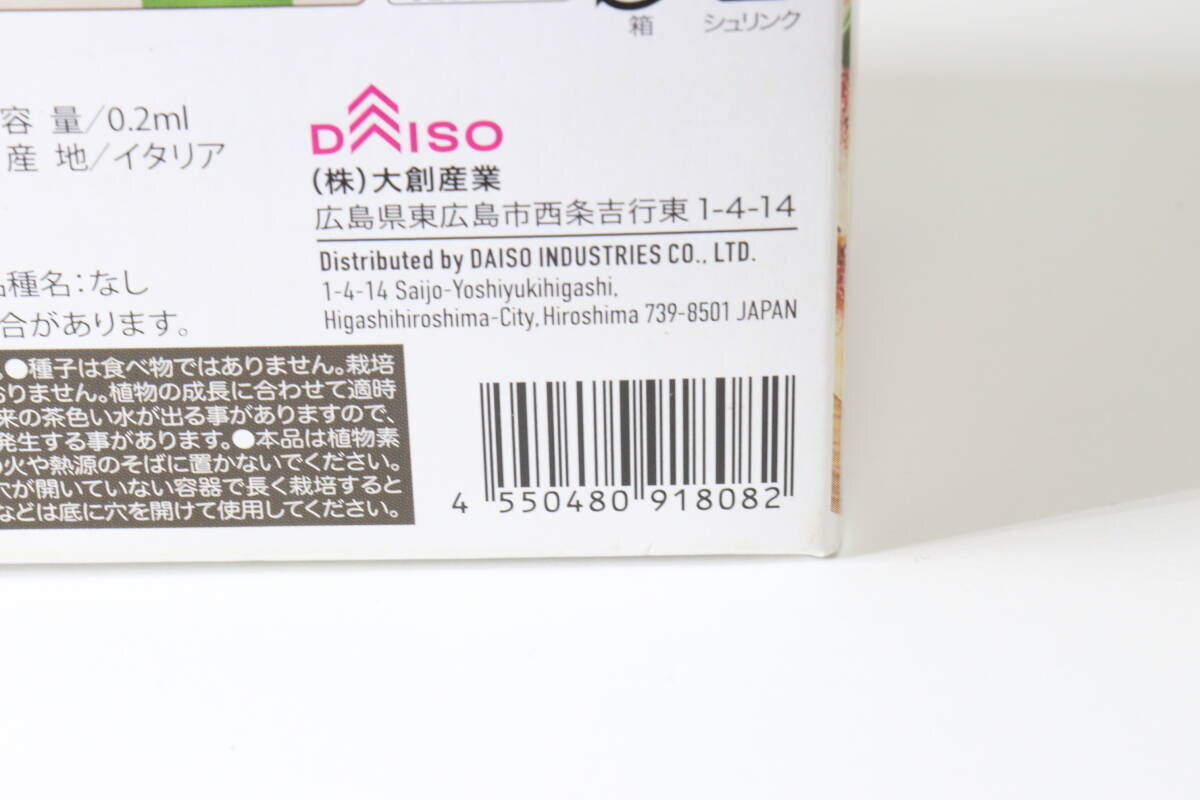 箱 シュリンク
容 量/0.2ml
産 地/イタリア
DAISO
(株)大創産業
広島県東広島市西条吉行東 1-4-14
Distributed by DAISO INDUSTRIES CO., LTD.
1-4-14 Saijo-Yoshiyukihigashi,
Higashihiroshima-City, Hiroshima 739-8501 JAPAN
品種名:なし
合があります。
●種子は食べ物ではありません。栽培
おりません。植物の成長に合わせて適時
来の茶色い水が出る事がありますので、
発生する事があります。●本品は植物素
火や熱源のそばに置かないでください。
穴が開いていない容器で長く栽培すると
などは底に穴を開けて使用してください。
4 550480 918082